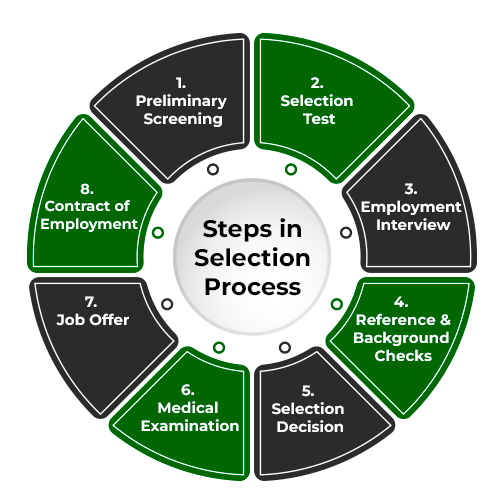 1.
Preliminary
Screening
2.
Selection
Test
3.
Employment
Interview
4.
Reference &
Background
Checks
5.
Selection
Decision
6.
Medical
Examination
7.
Job Offer
8.
Contract of
Employment
Steps in
Selection
Process